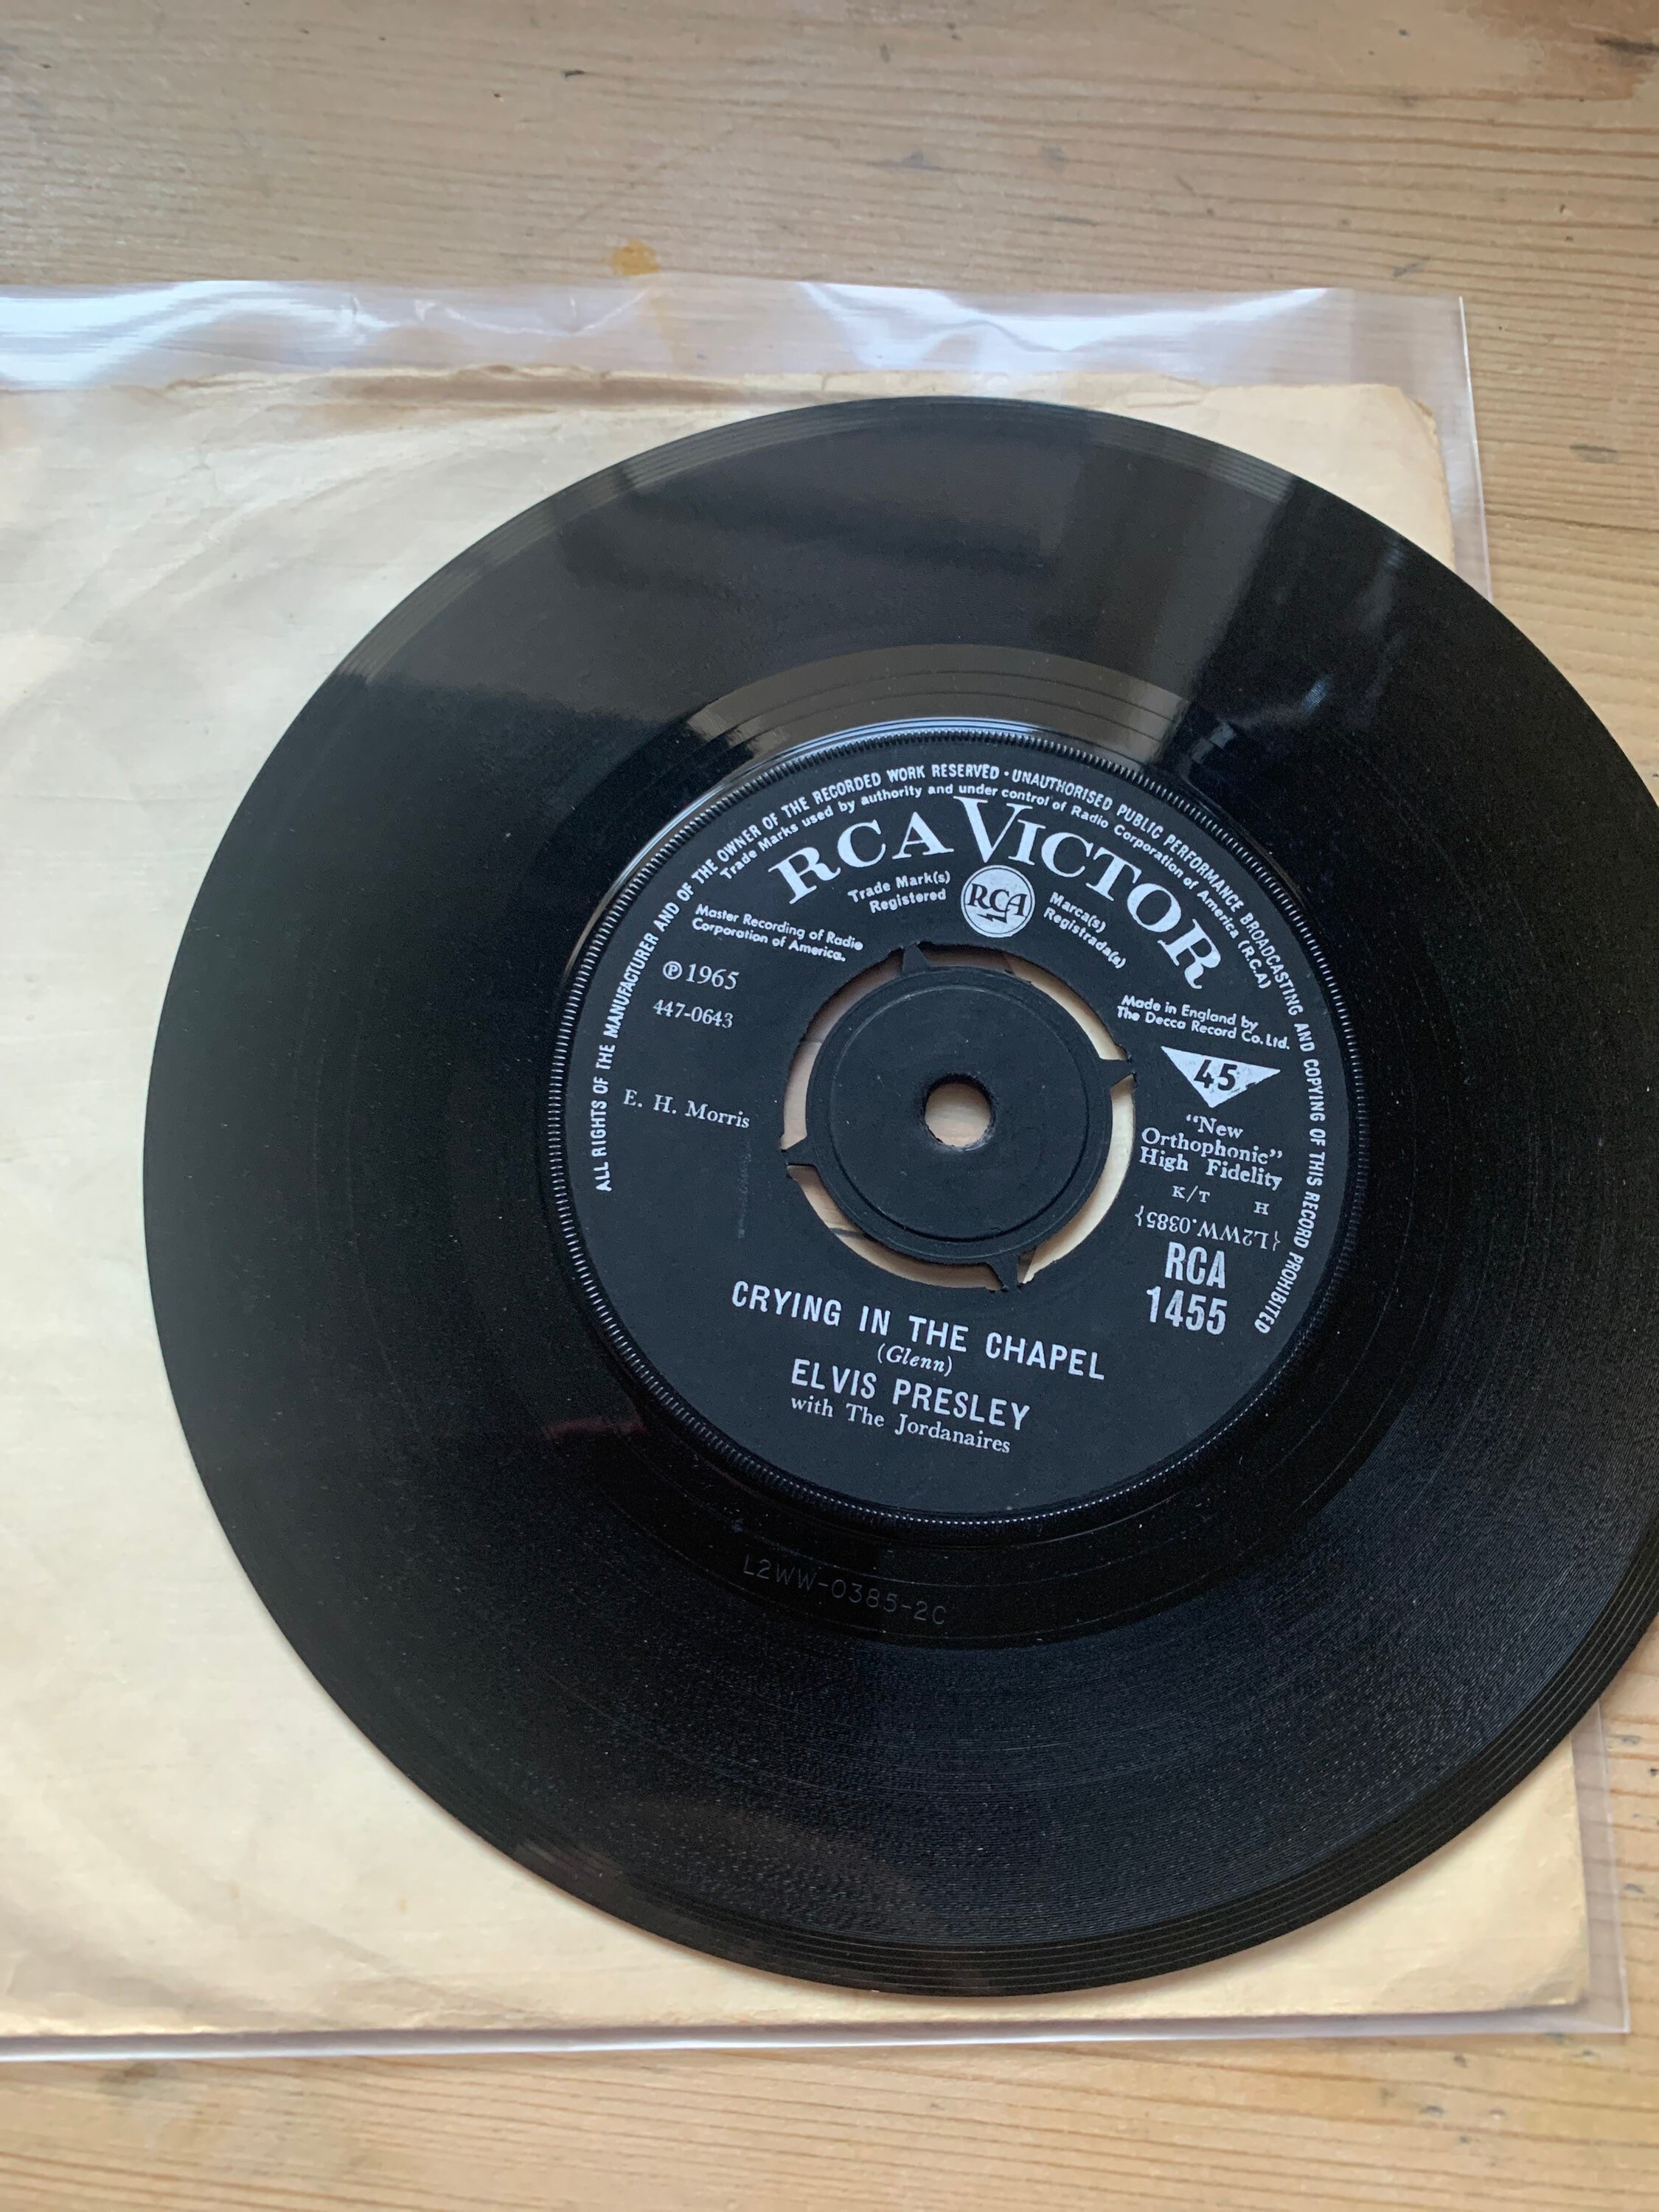 ALL RIGHTS OF THE MANUFACTURER AND OF THE OWNER OF THE RECORDED WORK RESERVED · UNAUTHORISED PUBLIC PERFORMANCE BROADCASTING AND COPYING OF THIS RECORD PROHIBITED
Trade Marks used by authority and under control of Radio Corporation of America (R.C.A)
RCA VICTOR
Trade Mark(s)
Registered
RCA
Marca(s)
Registrada(s)
Master Recording of Radio
Corporation of America.
℗ 1965
447-0643
E. H. Morris
Made in England by
The Decca Record Co. Ltd.
45
"New
Orthophonic"
High Fidelity
K/T H
{L2WW.0385}
RCA
1455
CRYING IN THE CHAPEL
(Glenn)
ELVIS PRESLEY
with The Jordanaires
L2WW-0385-2C